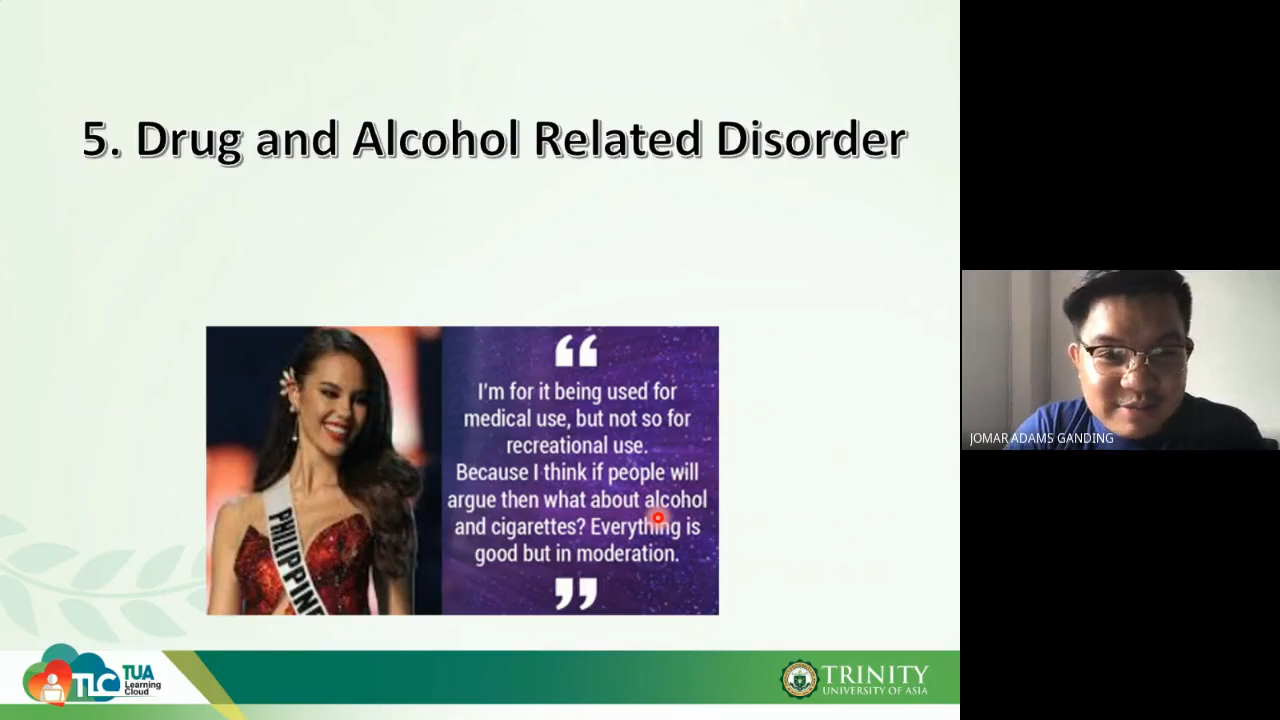 5. Drug and Alcohol Related Disorder
“
I'm for it being used for
medical use, but not so for
recreational use.
Because I think if people will
argue then what about alcohol
and cigarettes? Everything is
good but in moderation.
”
PHILIPPINE
JOMAR ADAMS GANDING
TLC
TUA
Learning
Cloud
TRINITY
UNIVERSITY OF ASIA